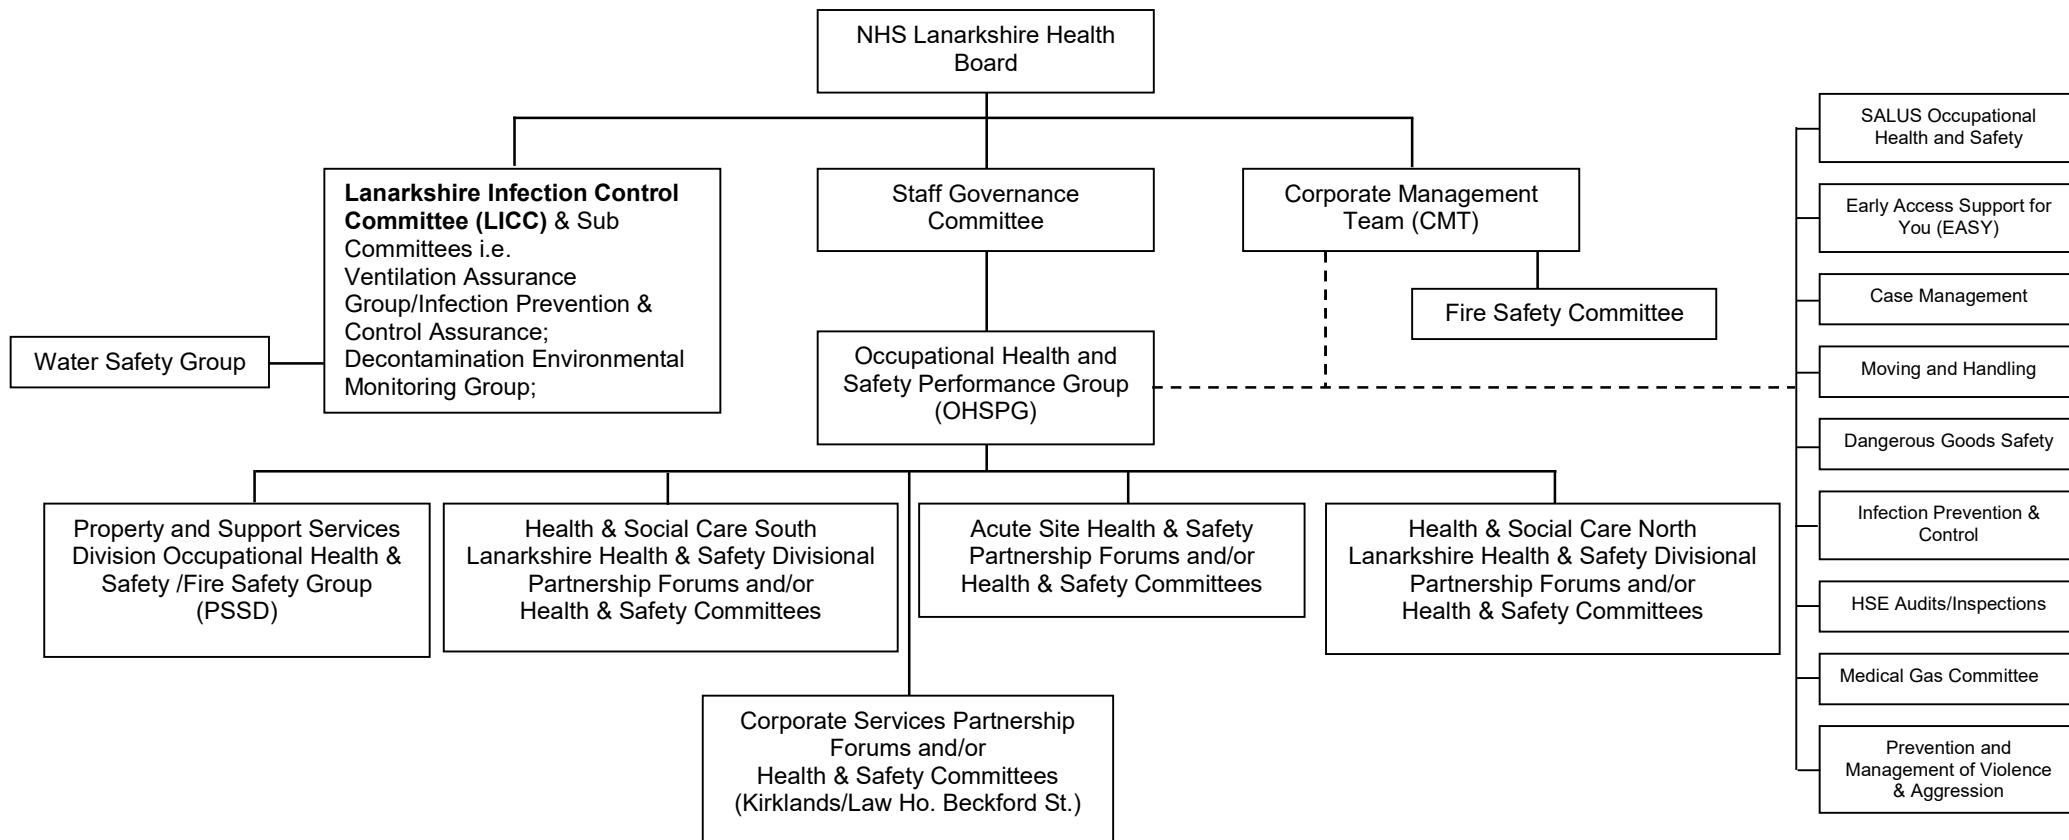 NHS Lanarkshire Health
Board
Lanarkshire Infection Control
Committee (LICC) & Sub
Committees i.e.
Ventilation Assurance
Group/Infection Prevention &
Control Assurance;
Decontamination Environmental
Monitoring Group;
Staff Governance
Committee
Corporate Management
Team (CMT)
Fire Safety Committee
Water Safety Group
Occupational Health and
Safety Performance Group
(OHSPG)
Property and Support Services
Division Occupational Health &
Safety /Fire Safety Group
(PSSD)
Health & Social Care South
Lanarkshire Health & Safety Divisional
Partnership Forums and/or
Health & Safety Committees
Acute Site Health & Safety
Partnership Forums and/or
Health & Safety Committees
Health & Social Care North
Lanarkshire Health & Safety Divisional
Partnership Forums and/or
Health & Safety Committees
Corporate Services Partnership
Forums and/or
Health & Safety Committees
(Kirklands/Law Ho. Beckford St.)
SALUS Occupational
Health and Safety
Early Access Support for
You (EASY)
Case Management
Moving and Handling
Dangerous Goods Safety
Infection Prevention &
Control
HSE Audits/Inspections
Medical Gas Committee
Prevention and
Management of Violence
& Aggression